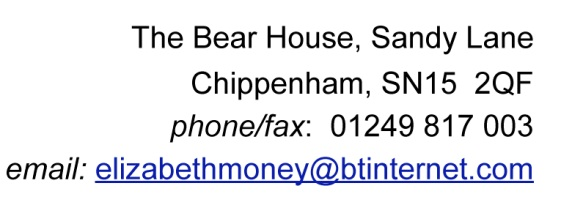 The Bear House, Sandy Lane
Chippenham, SN15  2QF
phone/fax:  01249 817 003
email: elizabethmoney@btinternet.com